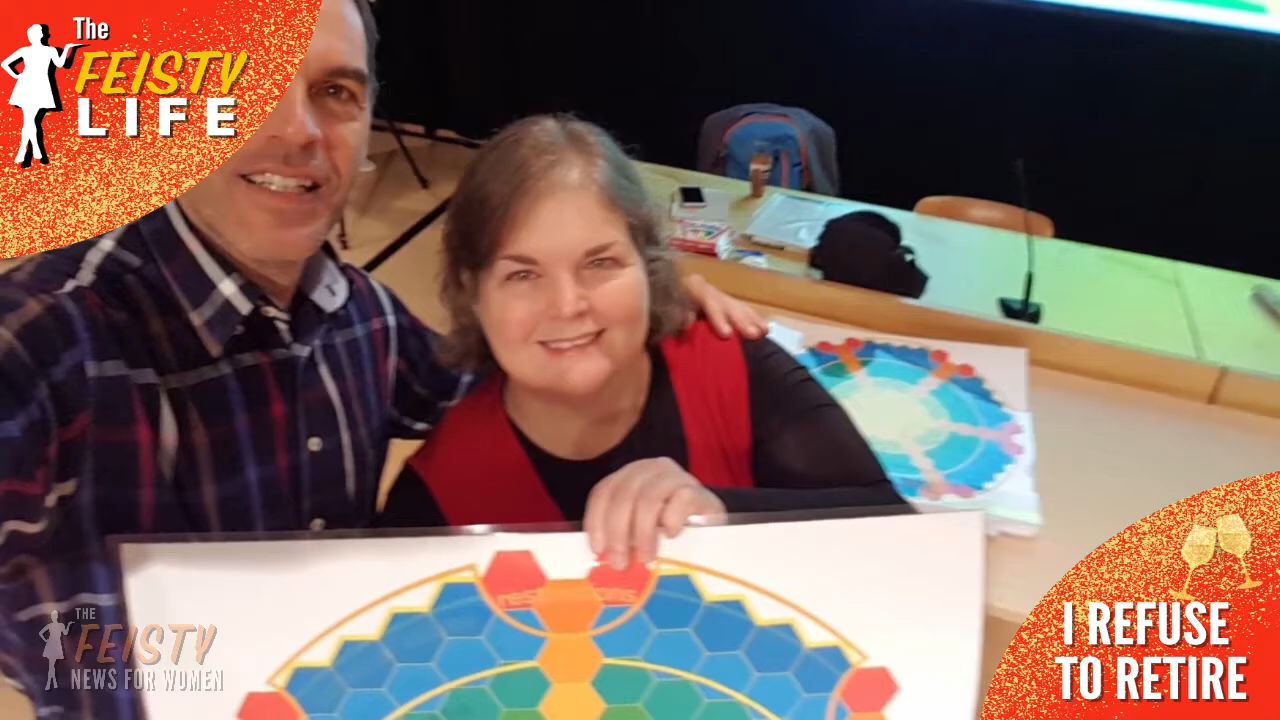 The
FEISTY
LIFE
THE
FEISTY
NEWS FOR WOMEN
I REFUSE
TO RETIRE